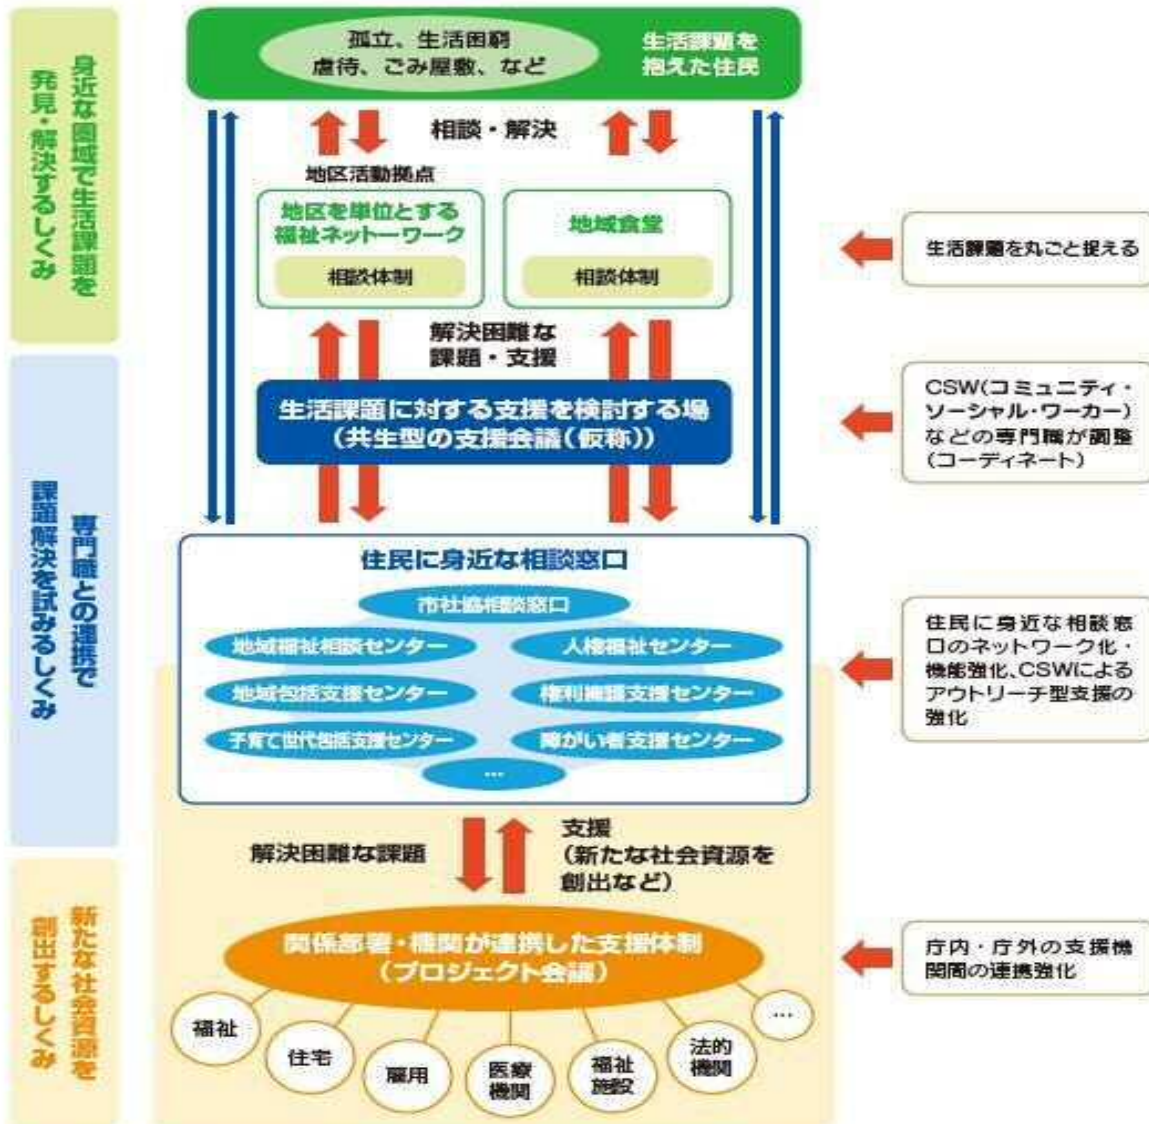 身近な圏域で生活課題を
発見・解決するしくみ
孤立、生活困窮
虐待、ごみ屋敷、など
生活課題を
抱えた住民
相談・解決
地区活動拠点
地区を単位とする
福祉ネットーワーク
相談体制
地域食堂
相談体制
生活課題を丸ごと捉える
解決困難な
課題・支援
専門職との連携で
課題解決を試みるしくみ
生活課題に対する支援を検討する場
(共生型の支援会議(仮称))
CSW(コミュニティ・
ソーシャル・ワーカー)
などの専門職が調整
(コーディネート)
住民に身近な相談窓口
市社協相談窓口
地域福祉相談センター
人権福祉センター
地域包括支援センター
権利擁護支援センター
子育て世代包括支援センター
障がい者支援センター
…
住民に身近な相談窓
口のネットワーク化・
機能強化、CSWによる
アウトリーチ型支援の
強化
解決困難な課題
支援
(新たな社会資源を
創出など)
新たな社会資源を
創出するしくみ
関係部署・機関が連携した支援体制
(プロジェクト会議)
庁内・庁外の支援機
関間の連携強化
福祉
住宅
雇用
医療
機関
福祉
施設
法的
機関
…